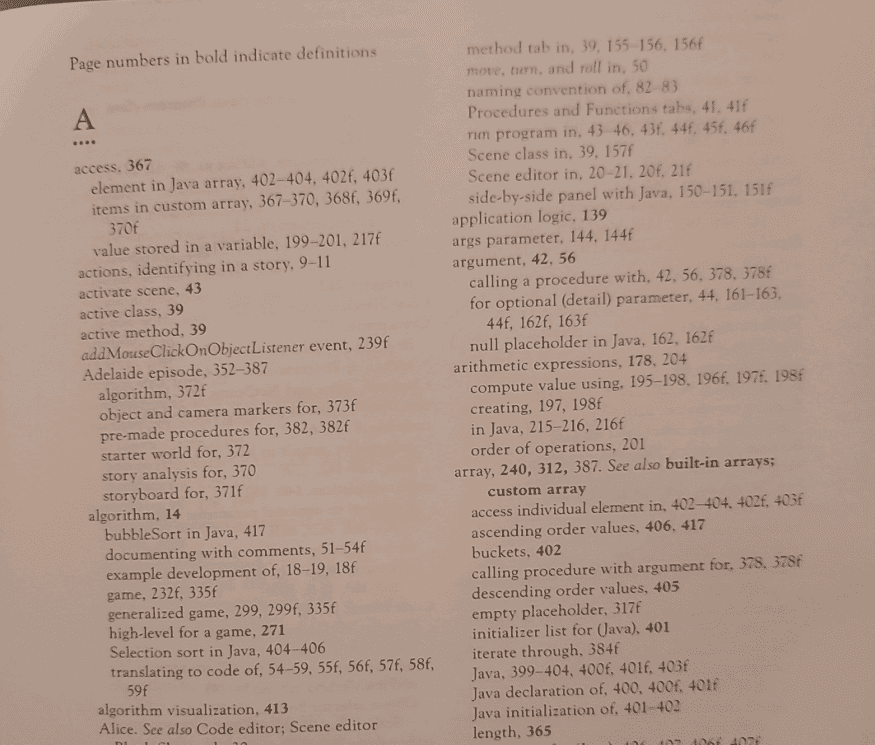 Page numbers in bold indicate definitions
A
access, 367
element in Java array, 402–404, 402f, 403f
items in custom array, 367–370, 368f, 369f,
370f
value stored in a variable, 199–201, 217f
actions, identifying in a story, 9–11
activate scene, 43
active class, 39
active method, 39
addMouseClickOnObjectListener event, 239f
Adelaide episode, 352–387
algorithm, 372f
object and camera markers for, 373f
pre-made procedures for, 382, 382f
starter world for, 372
story analysis for, 370
storyboard for, 371f
algorithm, 14
bubbleSort in Java, 417
documenting with comments, 51–54f
example development of, 18–19, 18f
game, 232f, 335f
generalized game, 299, 299f, 335f
high-level for a game, 271
Selection sort in Java, 404–406
translating to code of, 54–59, 55f, 56f, 57f, 58f,
59f
algorithm visualization, 413
Alice. See also Code editor; Scene editor
method tab in, 39, 155–156, 156f
move, turn, and roll in, 50
naming convention of, 82–83
Procedures and Functions tabs, 41, 41f
run program in, 43–46, 43f, 44f, 45f, 46f
Scene class in, 39, 157f
Scene editor in, 20–21, 20f, 21f
side-by-side panel with Java, 150–151, 151f
application logic, 139
args parameter, 144, 144f
argument, 42, 56
calling a procedure with, 42, 56, 378, 378f
for optional (detail) parameter, 44, 161–163,
44f, 162f, 163f
null placeholder in Java, 162, 162f
arithmetic expressions, 178, 204
compute value using, 195–198, 196f, 197f, 198f
creating, 197, 198f
in Java, 215–216, 216f
order of operations, 201
array, 240, 312, 387. See also built-in arrays;
custom array
access individual element in, 402–404, 402f, 403f
ascending order values, 406, 417
buckets, 402
calling procedure with argument for, 378, 378f
descending order values, 405
empty placeholder, 317f
initializer list for (Java), 401
iterate through, 384f
Java, 399–404, 400f, 401f, 403f
Java declaration of, 400, 400f, 401f
Java initialization of, 401–402
length, 365